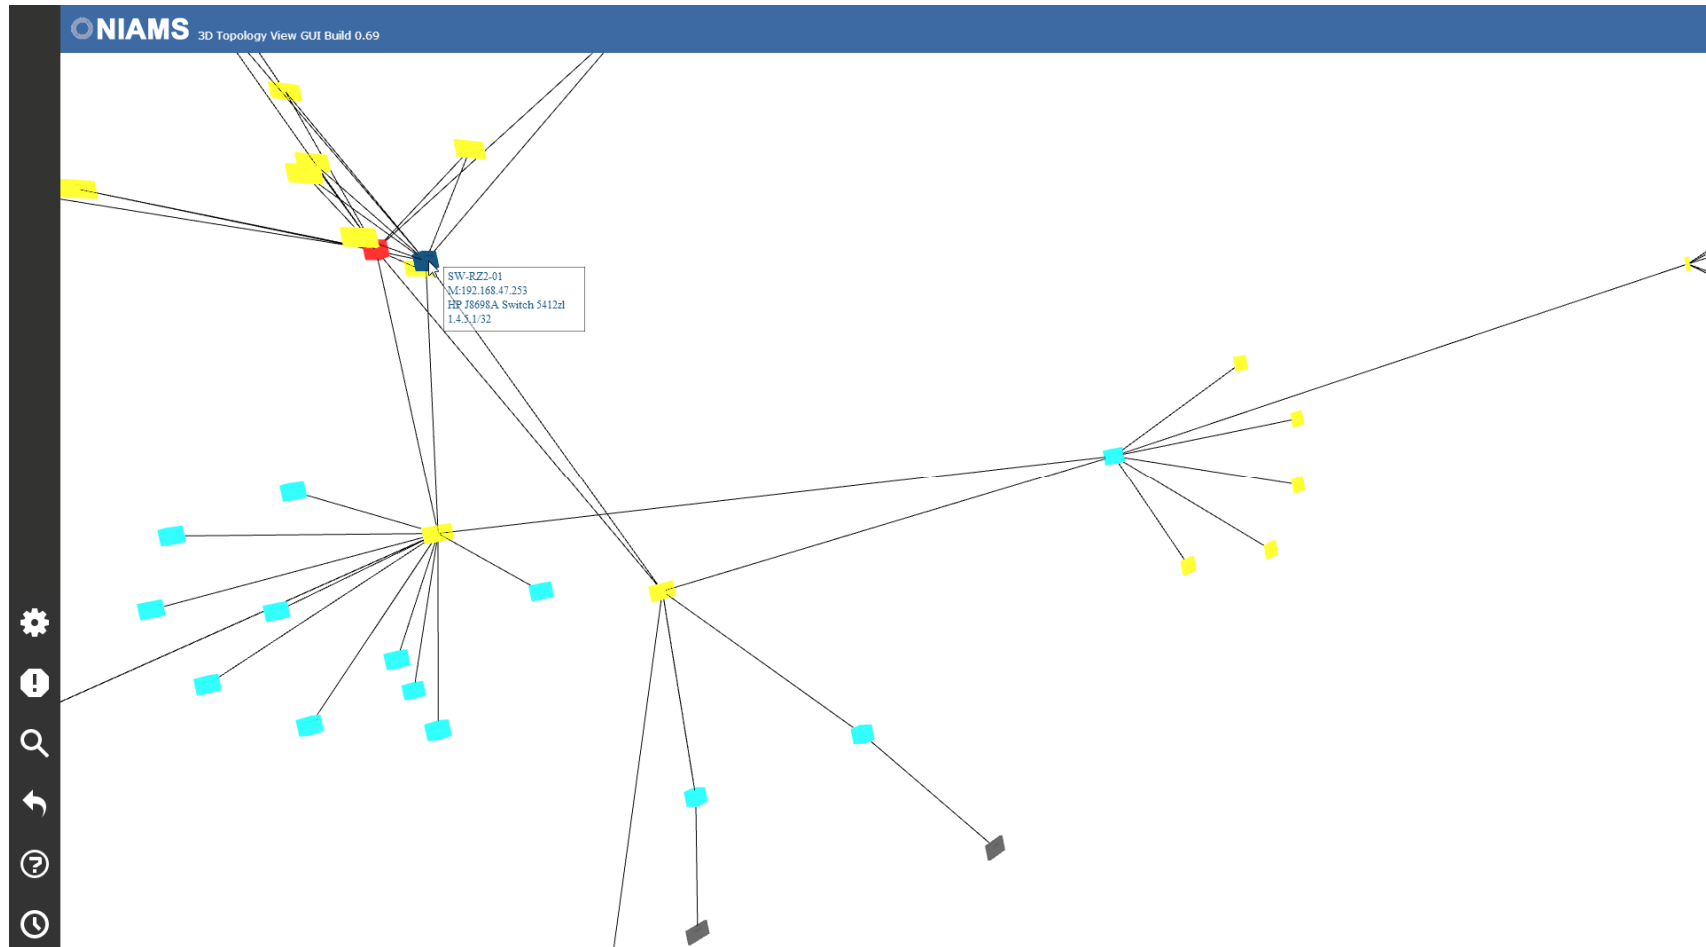 NIAMS 3D Topology View GUI Build 0.69
SW-RZ2-01
M:192.168.47.253
HP J8698A Switch 5412zl
1.4.5.1/32